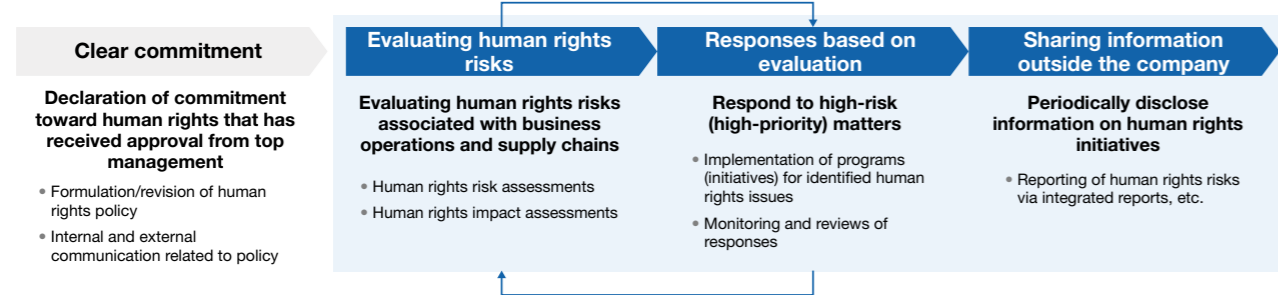 Clear commitment
Declaration of commitment
toward human rights that has
received approval from top
management
• Formulation/revision of human
rights policy
• Internal and external
communication related to policy
Evaluating human rights
risks
Evaluating human rights risks
associated with business
operations and supply chains
• Human rights risk assessments
• Human rights impact assessments
Responses based on
evaluation
Respond to high-risk
(high-priority) matters
• Implementation of programs
(initiatives) for identified human
rights issues
• Monitoring and reviews of
responses
Sharing information
outside the company
Periodically disclose
information on human rights
initiatives
• Reporting of human rights risks
via integrated reports, etc.